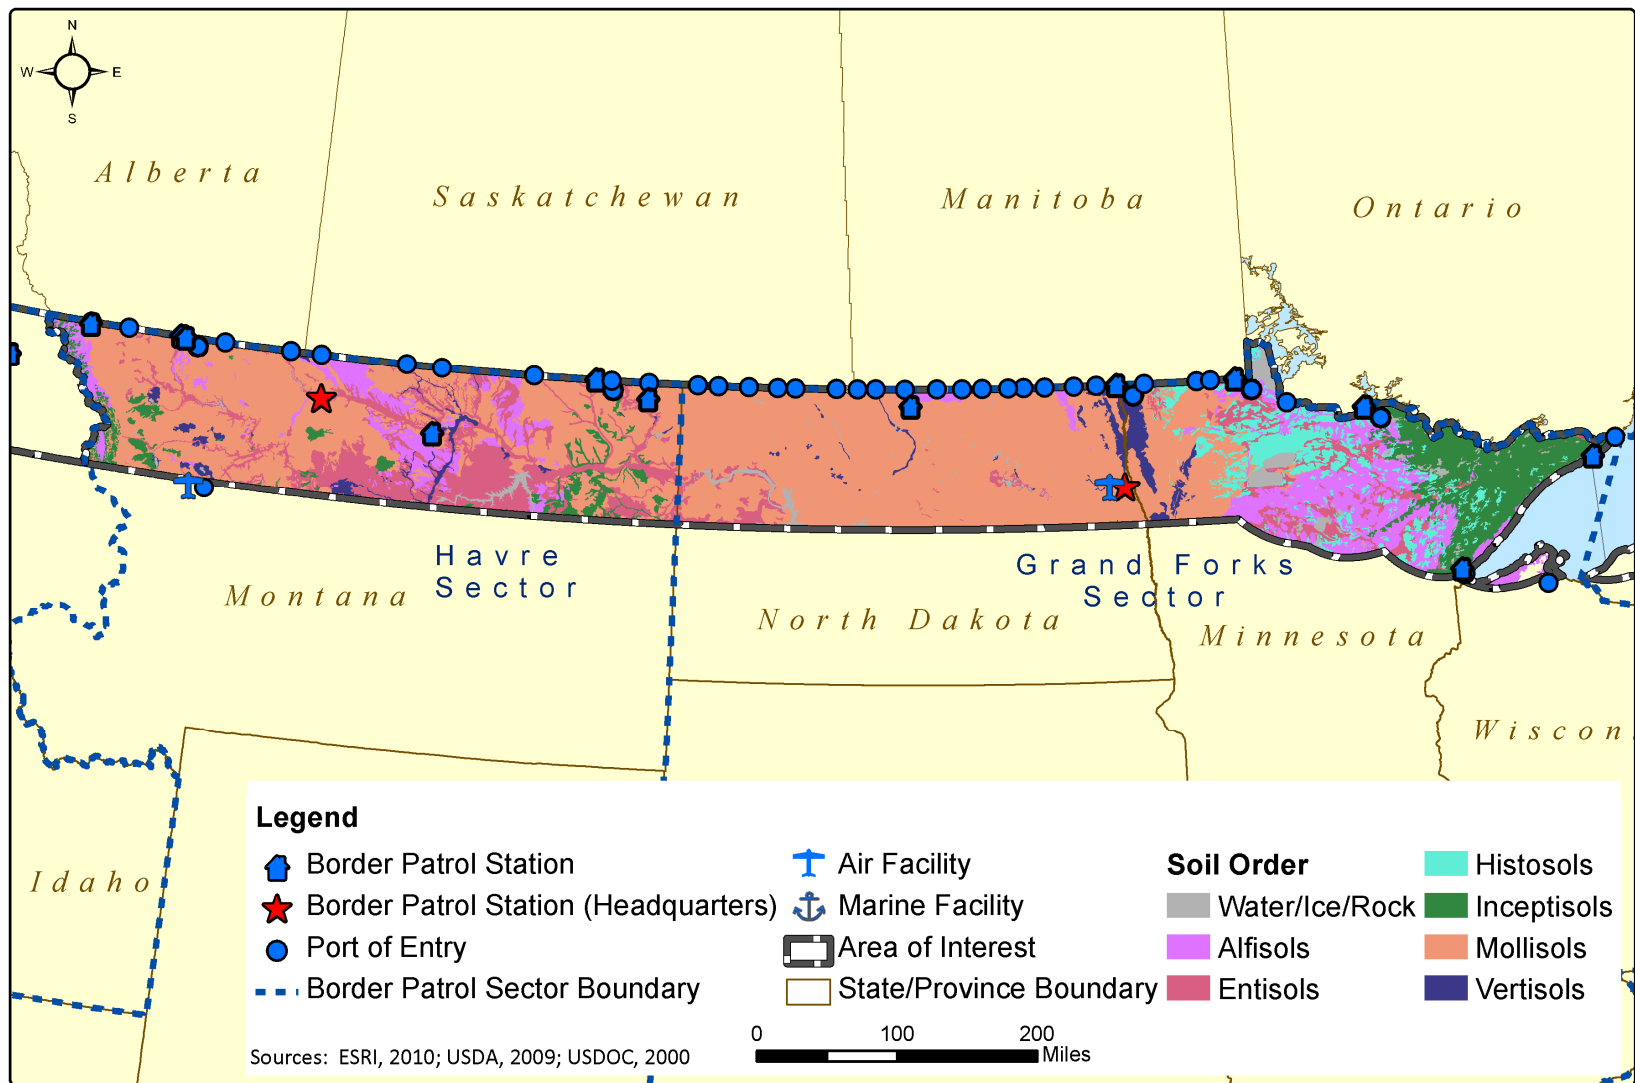 N
W E
S
Alberta
Saskatchewan
Manitoba
Ontario
Havre
Sector
Grand Forks
Sector
Montana
North Dakota
Minnesota
Wiscon
Idaho
Legend
Border Patrol Station
Border Patrol Station (Headquarters)
Port of Entry
Border Patrol Sector Boundary
Air Facility
Marine Facility
Area of Interest
State/Province Boundary
Soil Order
Water/Ice/Rock
Alfisols
Entisols
Histosols
Inceptisols
Mollisols
Vertisols
Sources: ESRI, 2010; USDA, 2009; USDOC, 2000
0 100 200
Miles